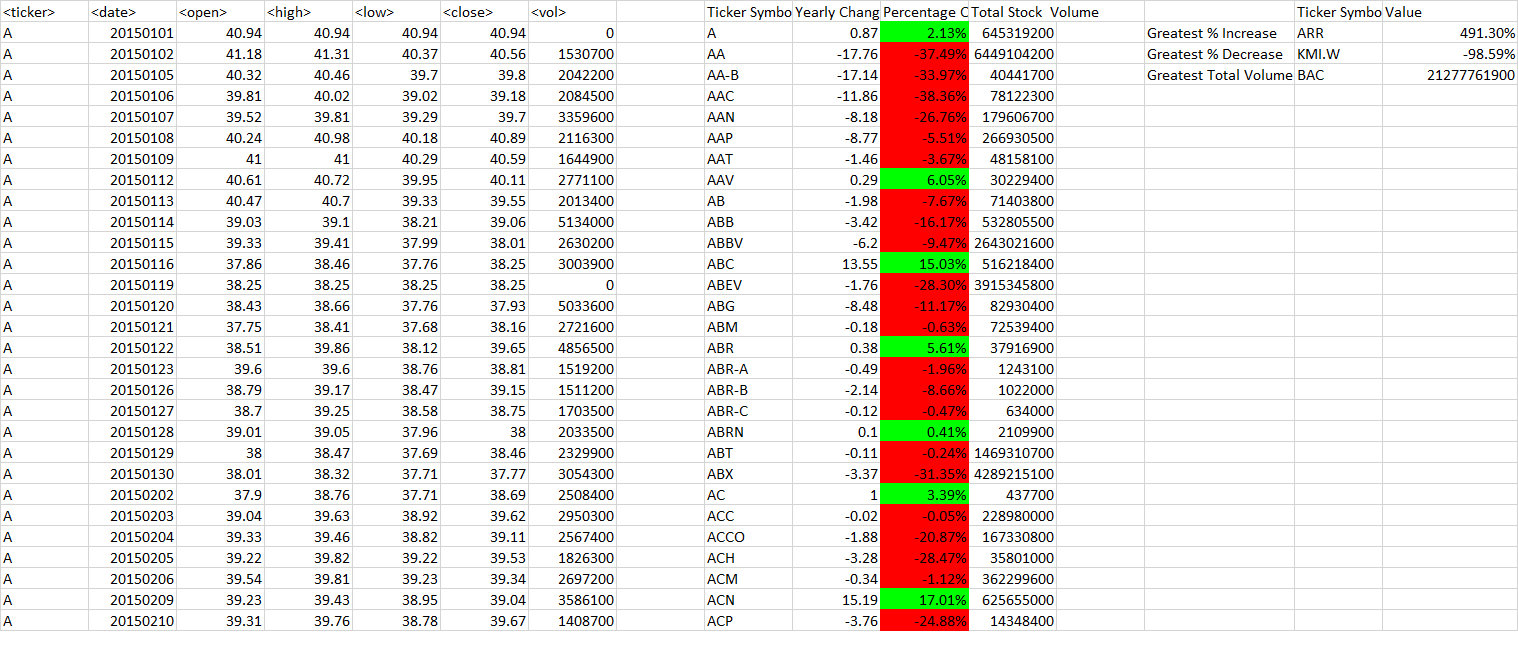 <ticker> <date> <open> <high> <low> <close> <vol> Ticker Symbo Yearly Chang Percentage C Total Stock Volume Ticker Symbo Value
A 20150101 40.94 40.94 40.94 40.94 0 A 0.87 2.13% 645319200 Greatest % Increase ARR 491.30%
A 20150102 41.18 41.31 40.37 40.56 1530700 AA -17.76 -37.49% 6449104200 Greatest % Decrease KMI.W -98.59%
A 20150105 40.32 40.46 39.7 39.8 2042200 AA-B -17.14 -33.97% 40441700 Greatest Total Volume BAC 21277761900
A 20150106 39.81 40.02 39.02 39.18 2084500 AAC -11.86 -38.36% 78122300
A 20150107 39.52 39.81 39.29 39.7 3359600 AAN -8.18 -26.76% 179606700
A 20150108 40.24 40.98 40.18 40.89 2116300 AAP -8.77 -5.51% 266930500
A 20150109 41 41 40.29 40.59 1644900 AAT -1.46 -3.67% 48158100
A 20150112 40.61 40.72 39.95 40.11 2771100 AAV 0.29 6.05% 30229400
A 20150113 40.47 40.7 39.33 39.55 2013400 AB -1.98 -7.67% 71403800
A 20150114 39.03 39.1 38.21 39.06 5134000 ABB -3.42 -16.17% 532805500
A 20150115 39.33 39.41 37.99 38.01 2630200 ABBV -6.2 -9.47% 2643021600
A 20150116 37.86 38.46 37.76 38.25 3003900 ABC 13.55 15.03% 516218400
A 20150119 38.25 38.25 38.25 38.25 0 ABEV -1.76 -28.30% 3915345800
A 20150120 38.43 38.66 37.76 37.93 5033600 ABG -8.48 -11.17% 82930400
A 20150121 37.75 38.41 37.68 38.16 2721600 ABM -0.18 -0.63% 72539400
A 20150122 38.51 39.86 38.12 39.65 4856500 ABR 0.38 5.61% 37916900
A 20150123 39.6 39.6 38.76 38.81 1519200 ABR-A -0.49 -1.96% 1243100
A 20150126 38.79 39.17 38.47 39.15 1511200 ABR-B -2.14 -8.66% 1022000
A 20150127 38.7 39.25 38.58 38.75 1703500 ABR-C -0.12 -0.47% 634000
A 20150128 39.01 39.05 37.96 38 2033500 ABRN 0.1 0.41% 2109900
A 20150129 38 38.47 37.69 38.46 2329900 ABT -0.11 -0.24% 1469310700
A 20150130 38.01 38.32 37.71 37.77 3054300 ABX -3.37 -31.35% 4289215100
A 20150202 37.9 38.76 37.71 38.69 2508400 AC 1 3.39% 437700
A 20150203 39.04 39.63 38.92 39.62 2950300 ACC -0.02 -0.05% 228980000
A 20150204 39.33 39.46 38.82 39.11 2567400 ACCO -1.88 -20.87% 167330800
A 20150205 39.22 39.82 39.22 39.53 1826300 ACH -3.28 -28.47% 35801000
A 20150206 39.54 39.81 39.23 39.34 2697200 ACM -0.34 -1.12% 362299600
A 20150209 39.23 39.43 38.95 39.04 3586100 ACN 15.19 17.01% 625655000
A 20150210 39.31 39.76 38.78 39.67 1408700 ACP -3.76 -24.88% 14348400